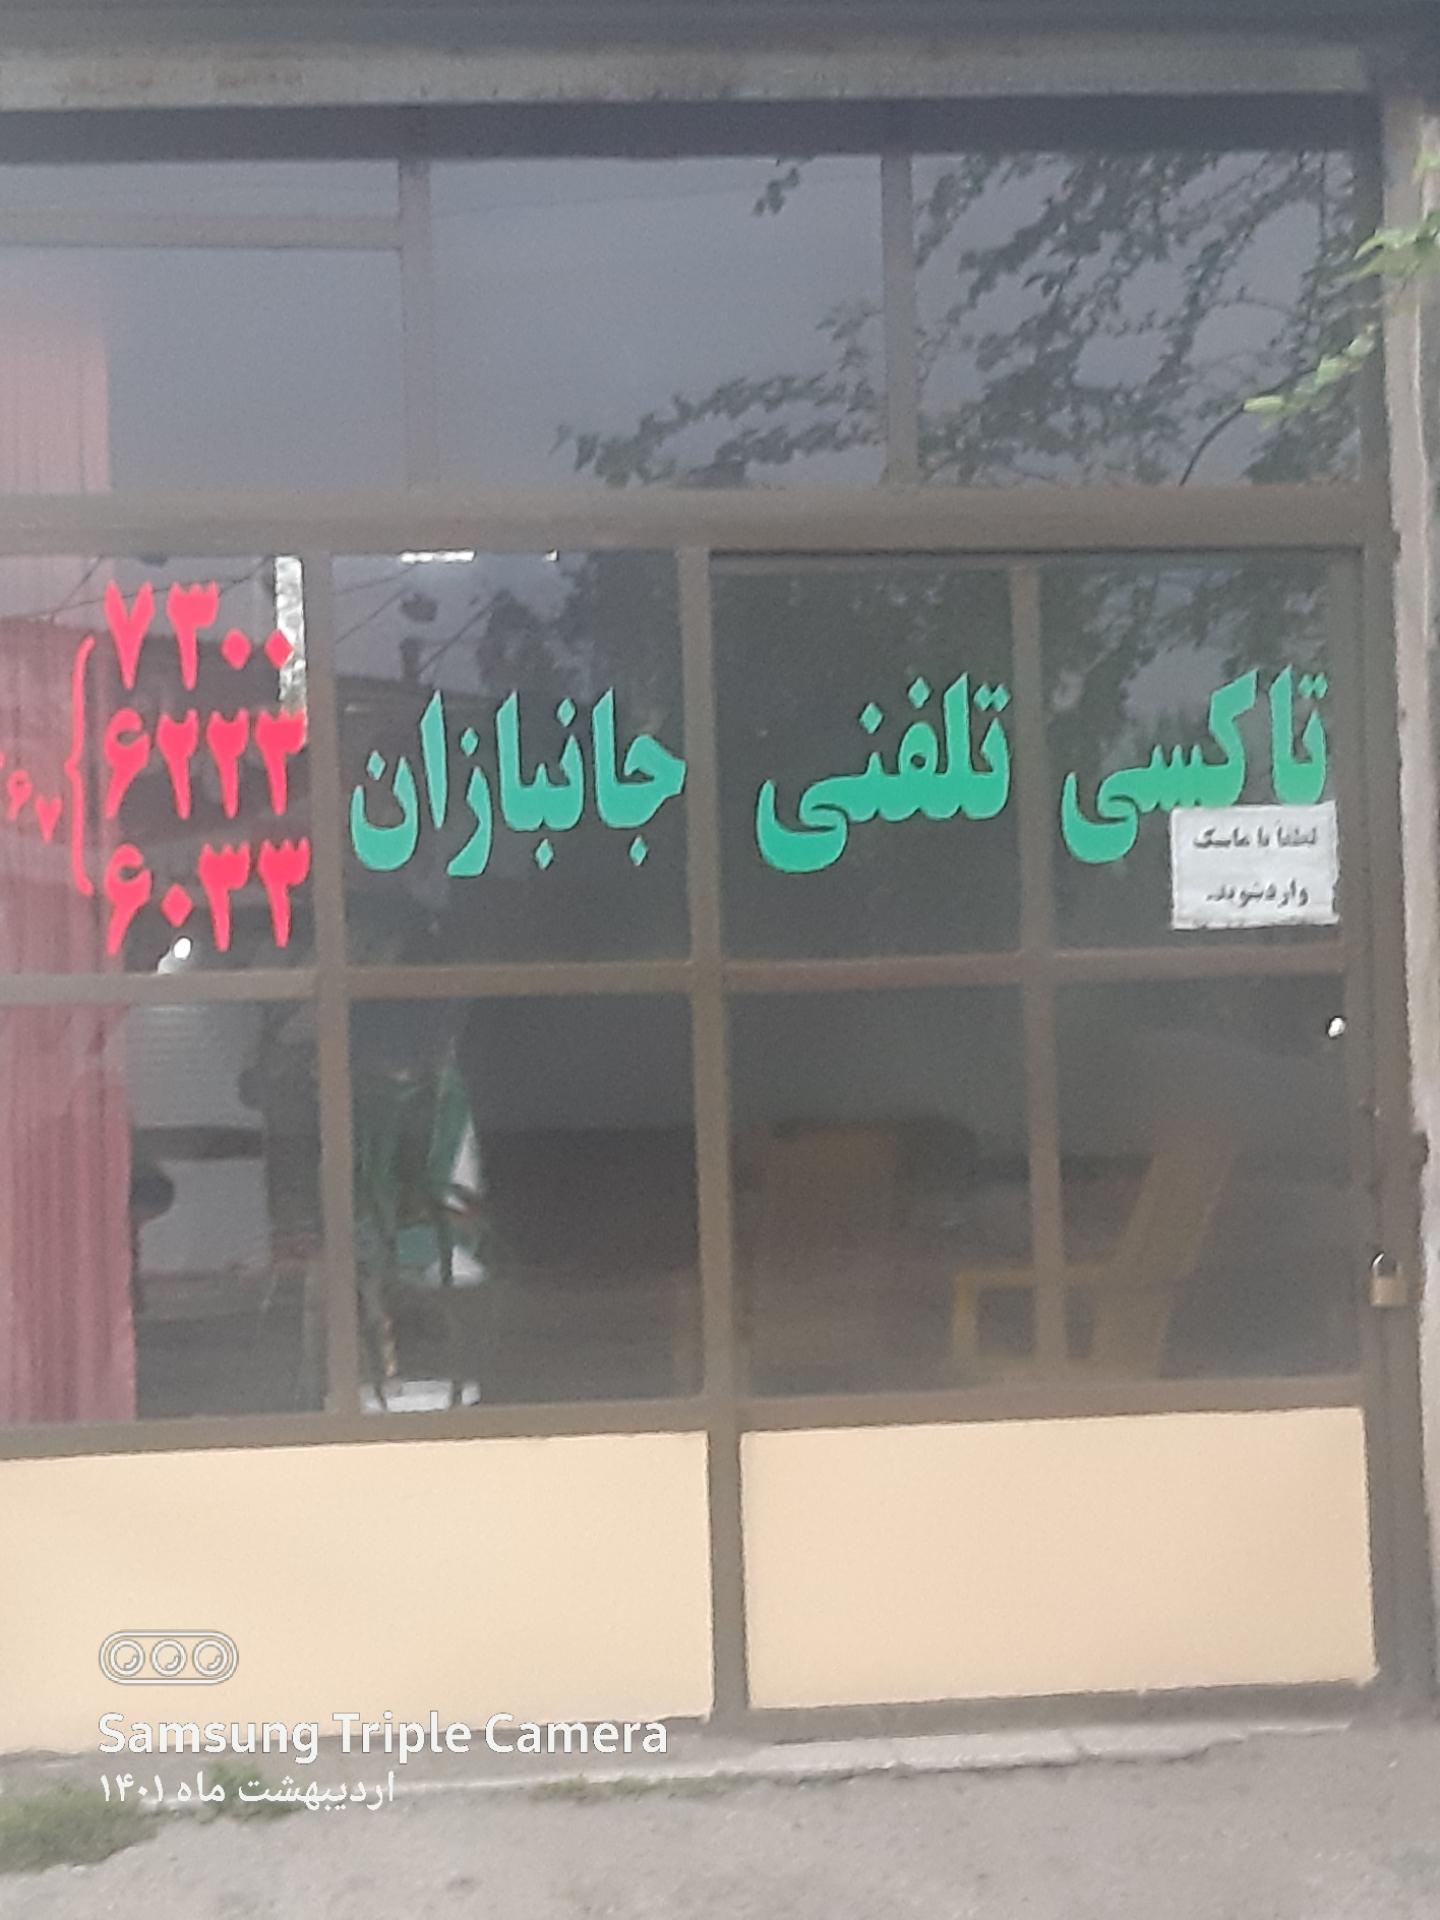 تاکسی تلفنی جانبازان
۷۳۰۰
۶۲۲۳
۶۰۳۳
لطفاً با ماسک
وارد شوید.
Samsung Triple Camera
اردیبهشت ماه ۱۴۰۱